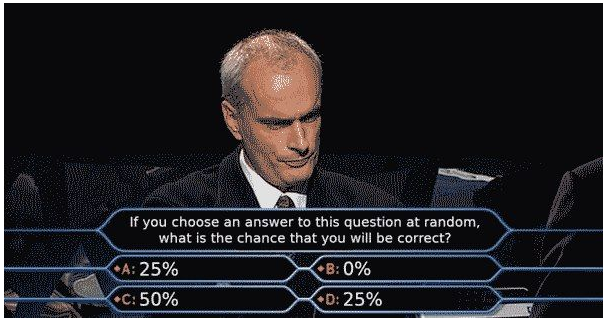 If you choose an answer to this question at random,
what is the chance that you will be correct?
A: 25%
B: 0%
C: 50%
D: 25%